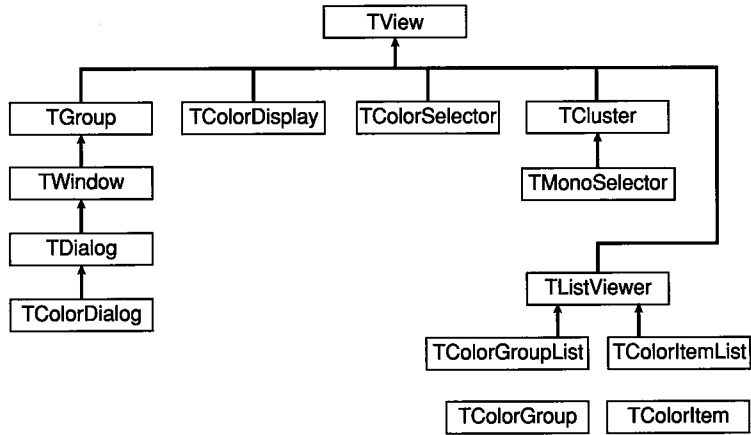 TView
TGroup
TColorDisplay
TColorSelector
TCluster
TWindow
TMonoSelector
TDialog
TListViewer
TColorDialog
TColorGroupList
TColorItemList
TColorGroup
TColorItem